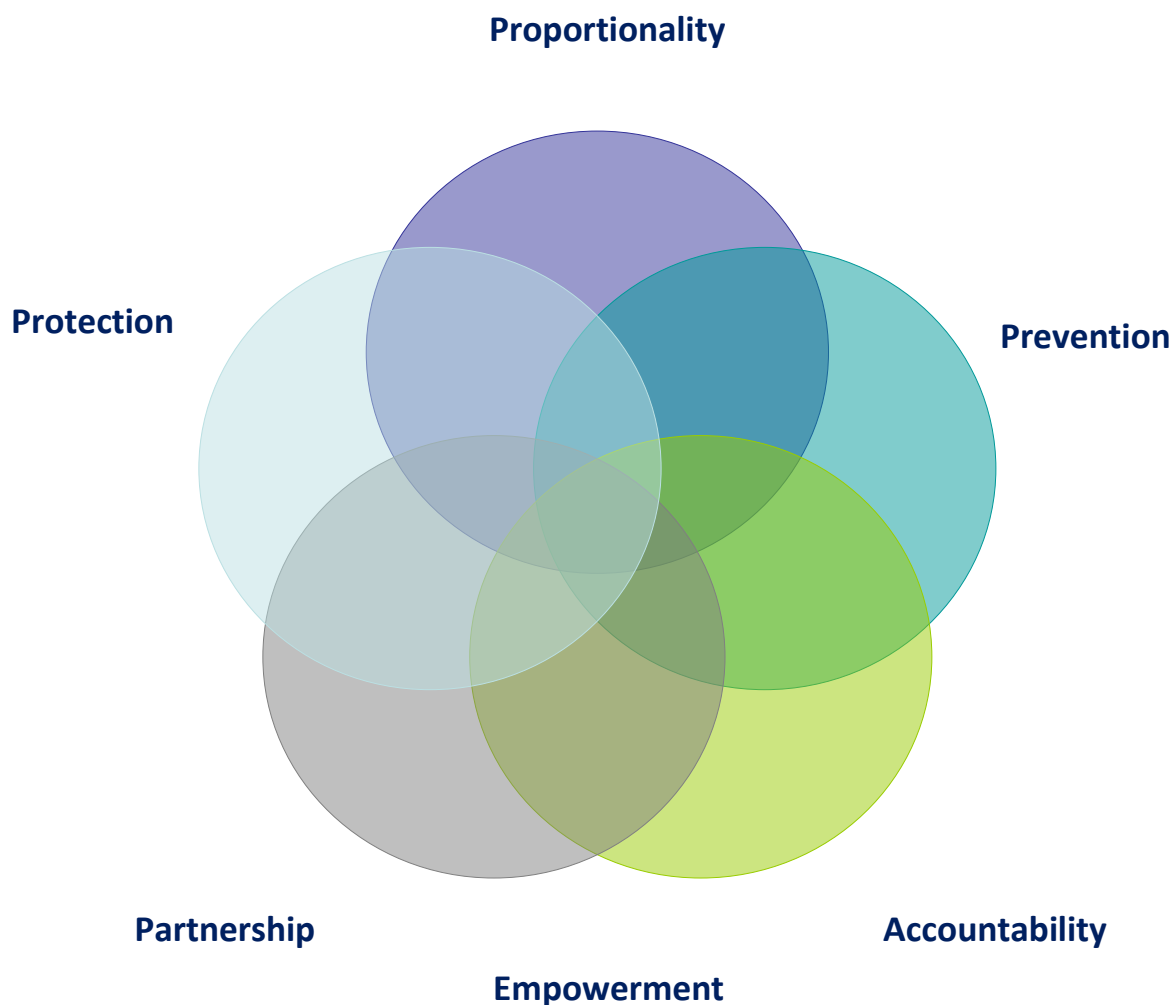 Proportionality
Protection
Prevention
Partnership
Accountability
Empowerment